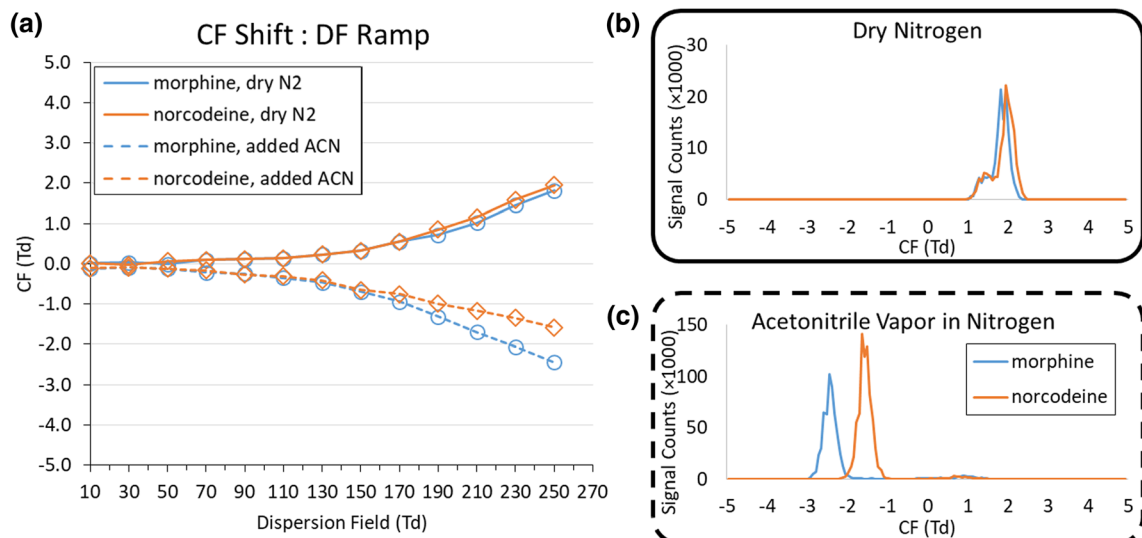 (a)
CF Shift : DF Ramp
5.0
4.0
3.0
2.0
1.0
0.0
-1.0
-2.0
-3.0
-4.0
-5.0
CF (Td)
morphine, dry N2
norcodeine, dry N2
morphine, added ACN
norcodeine, added ACN
10 30 50 70 90 110 130 150 170 190 210 230 250 270
Dispersion Field (Td)
(b)
Dry Nitrogen
Signal Counts (×1000)
30
20
10
0
-5 -4 -3 -2 -1 0 1 2 3 4 5
CF (Td)
(c)
Acetonitrile Vapor in Nitrogen
Signal Counts (×1000)
150
100
50
0
morphine
norcodeine
-5 -4 -3 -2 -1 0 1 2 3 4 5
CF (Td)